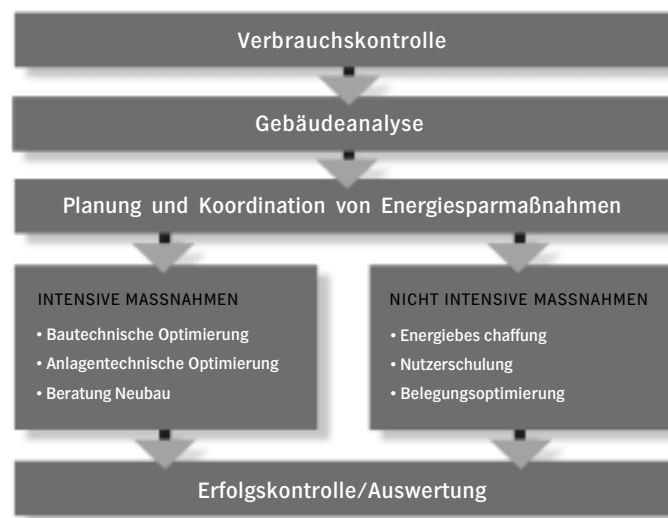 Verbrauchskontrolle
Gebäudeanalyse
Planung und Koordination von Energiesparmaßnahmen
INTENSIVE MASSNAHMEN
• Bautechnische Optimierung
• Anlagentechnische Optimierung
• Beratung Neubau
NICHT INTENSIVE MASSNAHMEN
• Energiebes chaffung
• Nutzerschulung
• Belegungsoptimierung
Erfolgskontrolle/Auswertung